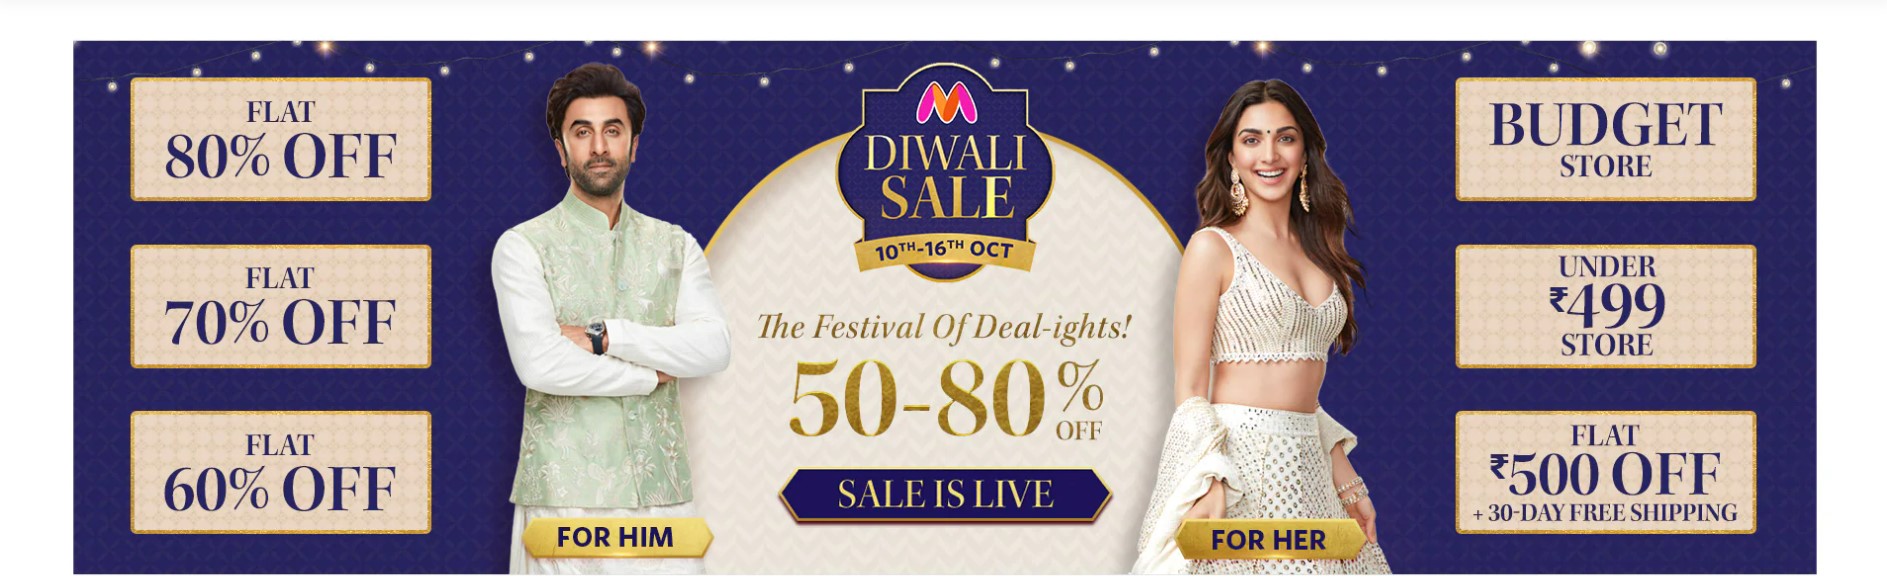 FLAT
80% OFF
FLAT
70% OFF
FLAT
60% OFF
FOR HIM
DIWALI
SALE
10TH-16TH OCT
The Festival Of Deal-ights!
50-80%
OFF
SALE IS LIVE
FOR HER
BUDGET
STORE
UNDER
₹499
STORE
FLAT
₹500 OFF
+ 30-DAY FREE SHIPPING